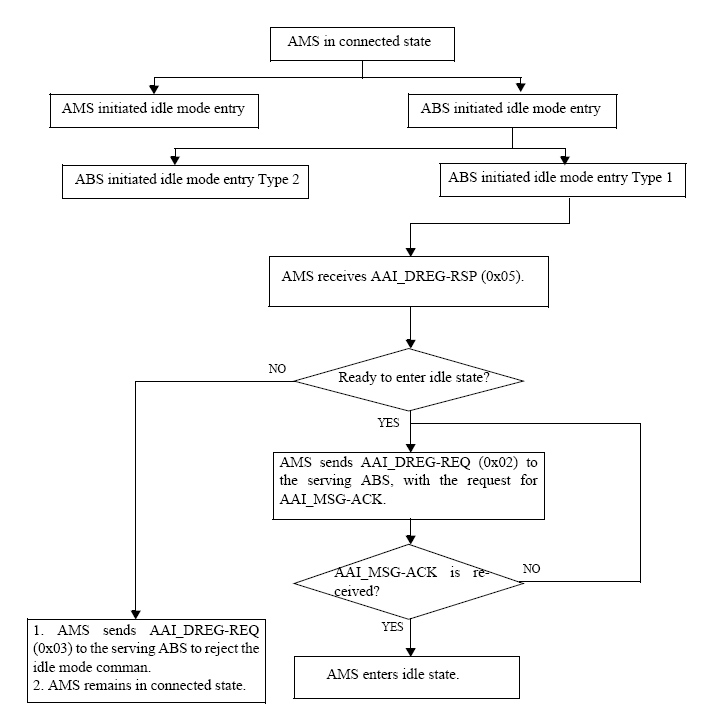 AMS in connected state
AMS initiated idle mode entry
ABS initiated idle mode entry
ABS initiated idle mode entry Type 2
ABS initiated idle mode entry Type 1
AMS receives AAI_DREG-RSP (0x05).
Ready to enter idle state?
NO
YES
AMS sends AAI_DREG-REQ (0x02) to
the serving ABS, with the request for
AAI_MSG-ACK.
AAI_MSG-ACK is re-
ceived?
NO
YES
1. AMS sends AAI_DREG-REQ
(0x03) to the serving ABS to reject the
idle mode comman.
2. AMS remains in connected state.
AMS enters idle state.